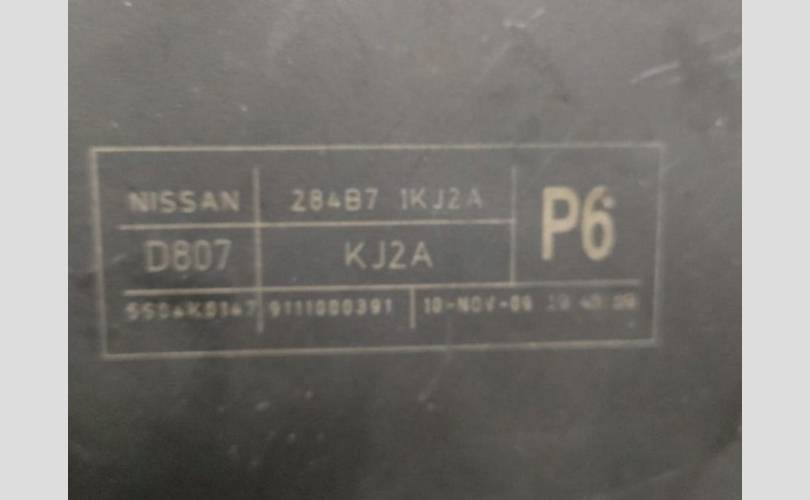 NISSAN 284B7 1KJ2A P6
D807 KJ2A
9111000391